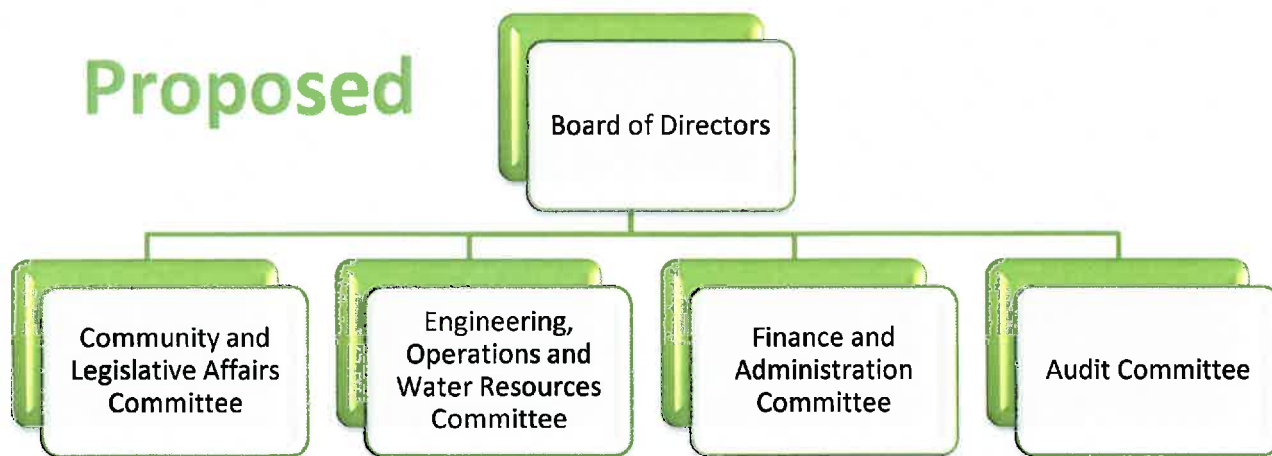 Proposed
Board of Directors
Community and
Legislative Affairs
Committee
Engineering,
Operations and
Water Resources
Committee
Finance and
Administration
Committee
Audit Committee